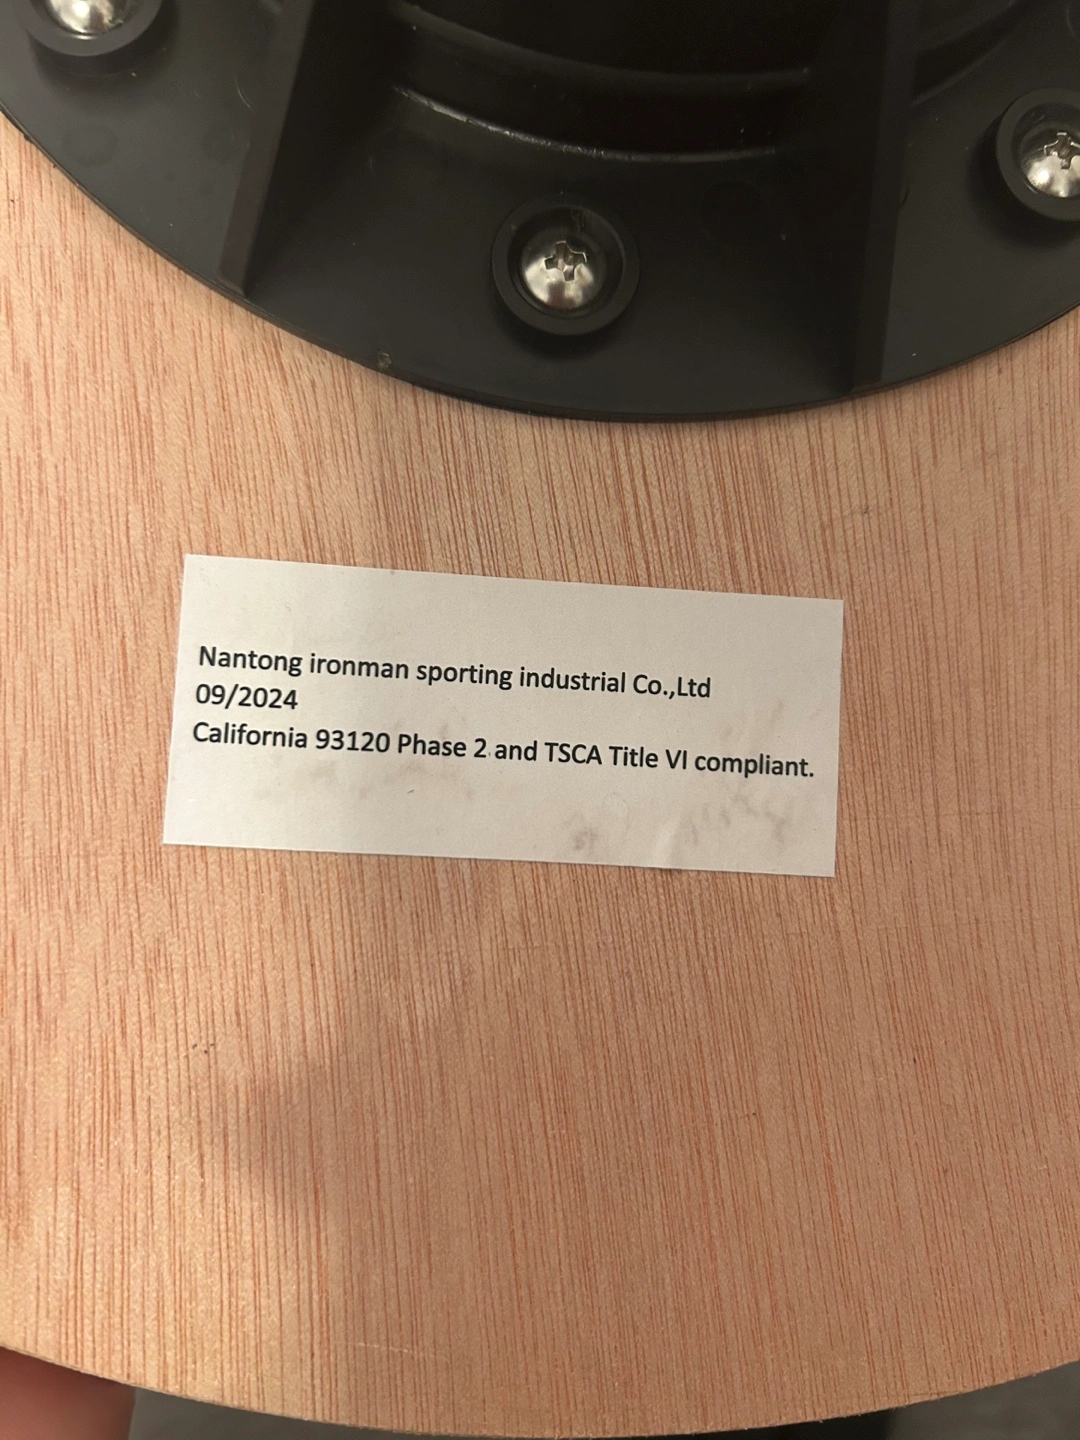 Nantong ironman sporting industrial Co.,Ltd
09/2024
California 93120 Phase 2 and TSCA Title VI compliant.